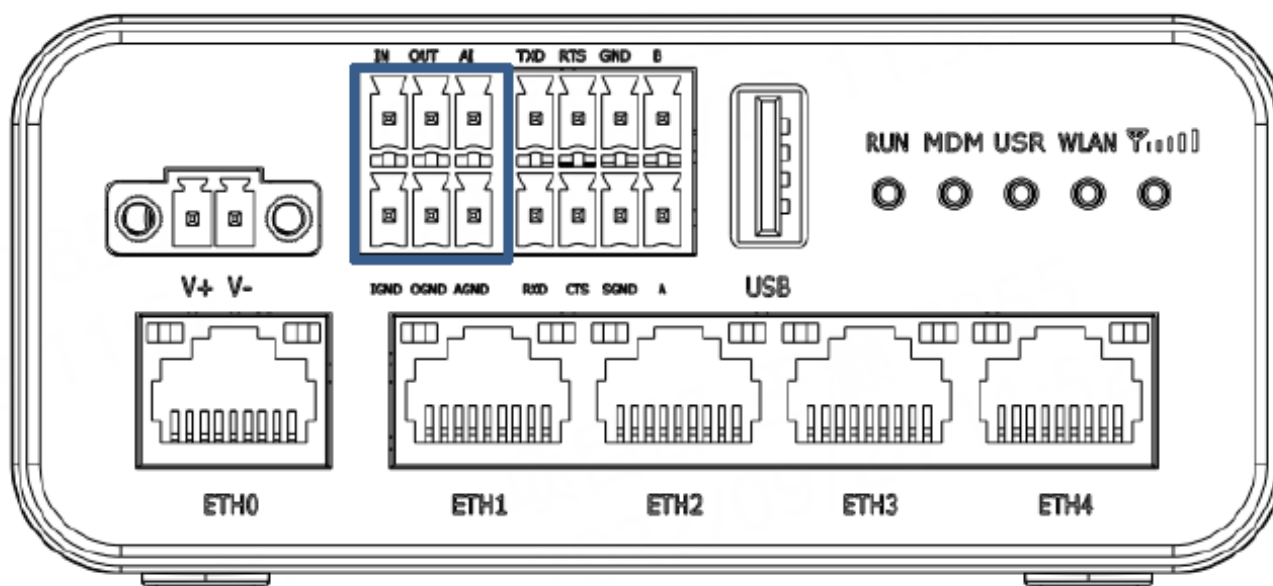 IN OUT AI TXD RTS GND B
RUN MDM USR WLAN
V+ V-
IGND OGND AGND RXD CTS SGND A
USB
ETH0 ETH1 ETH2 ETH3 ETH4